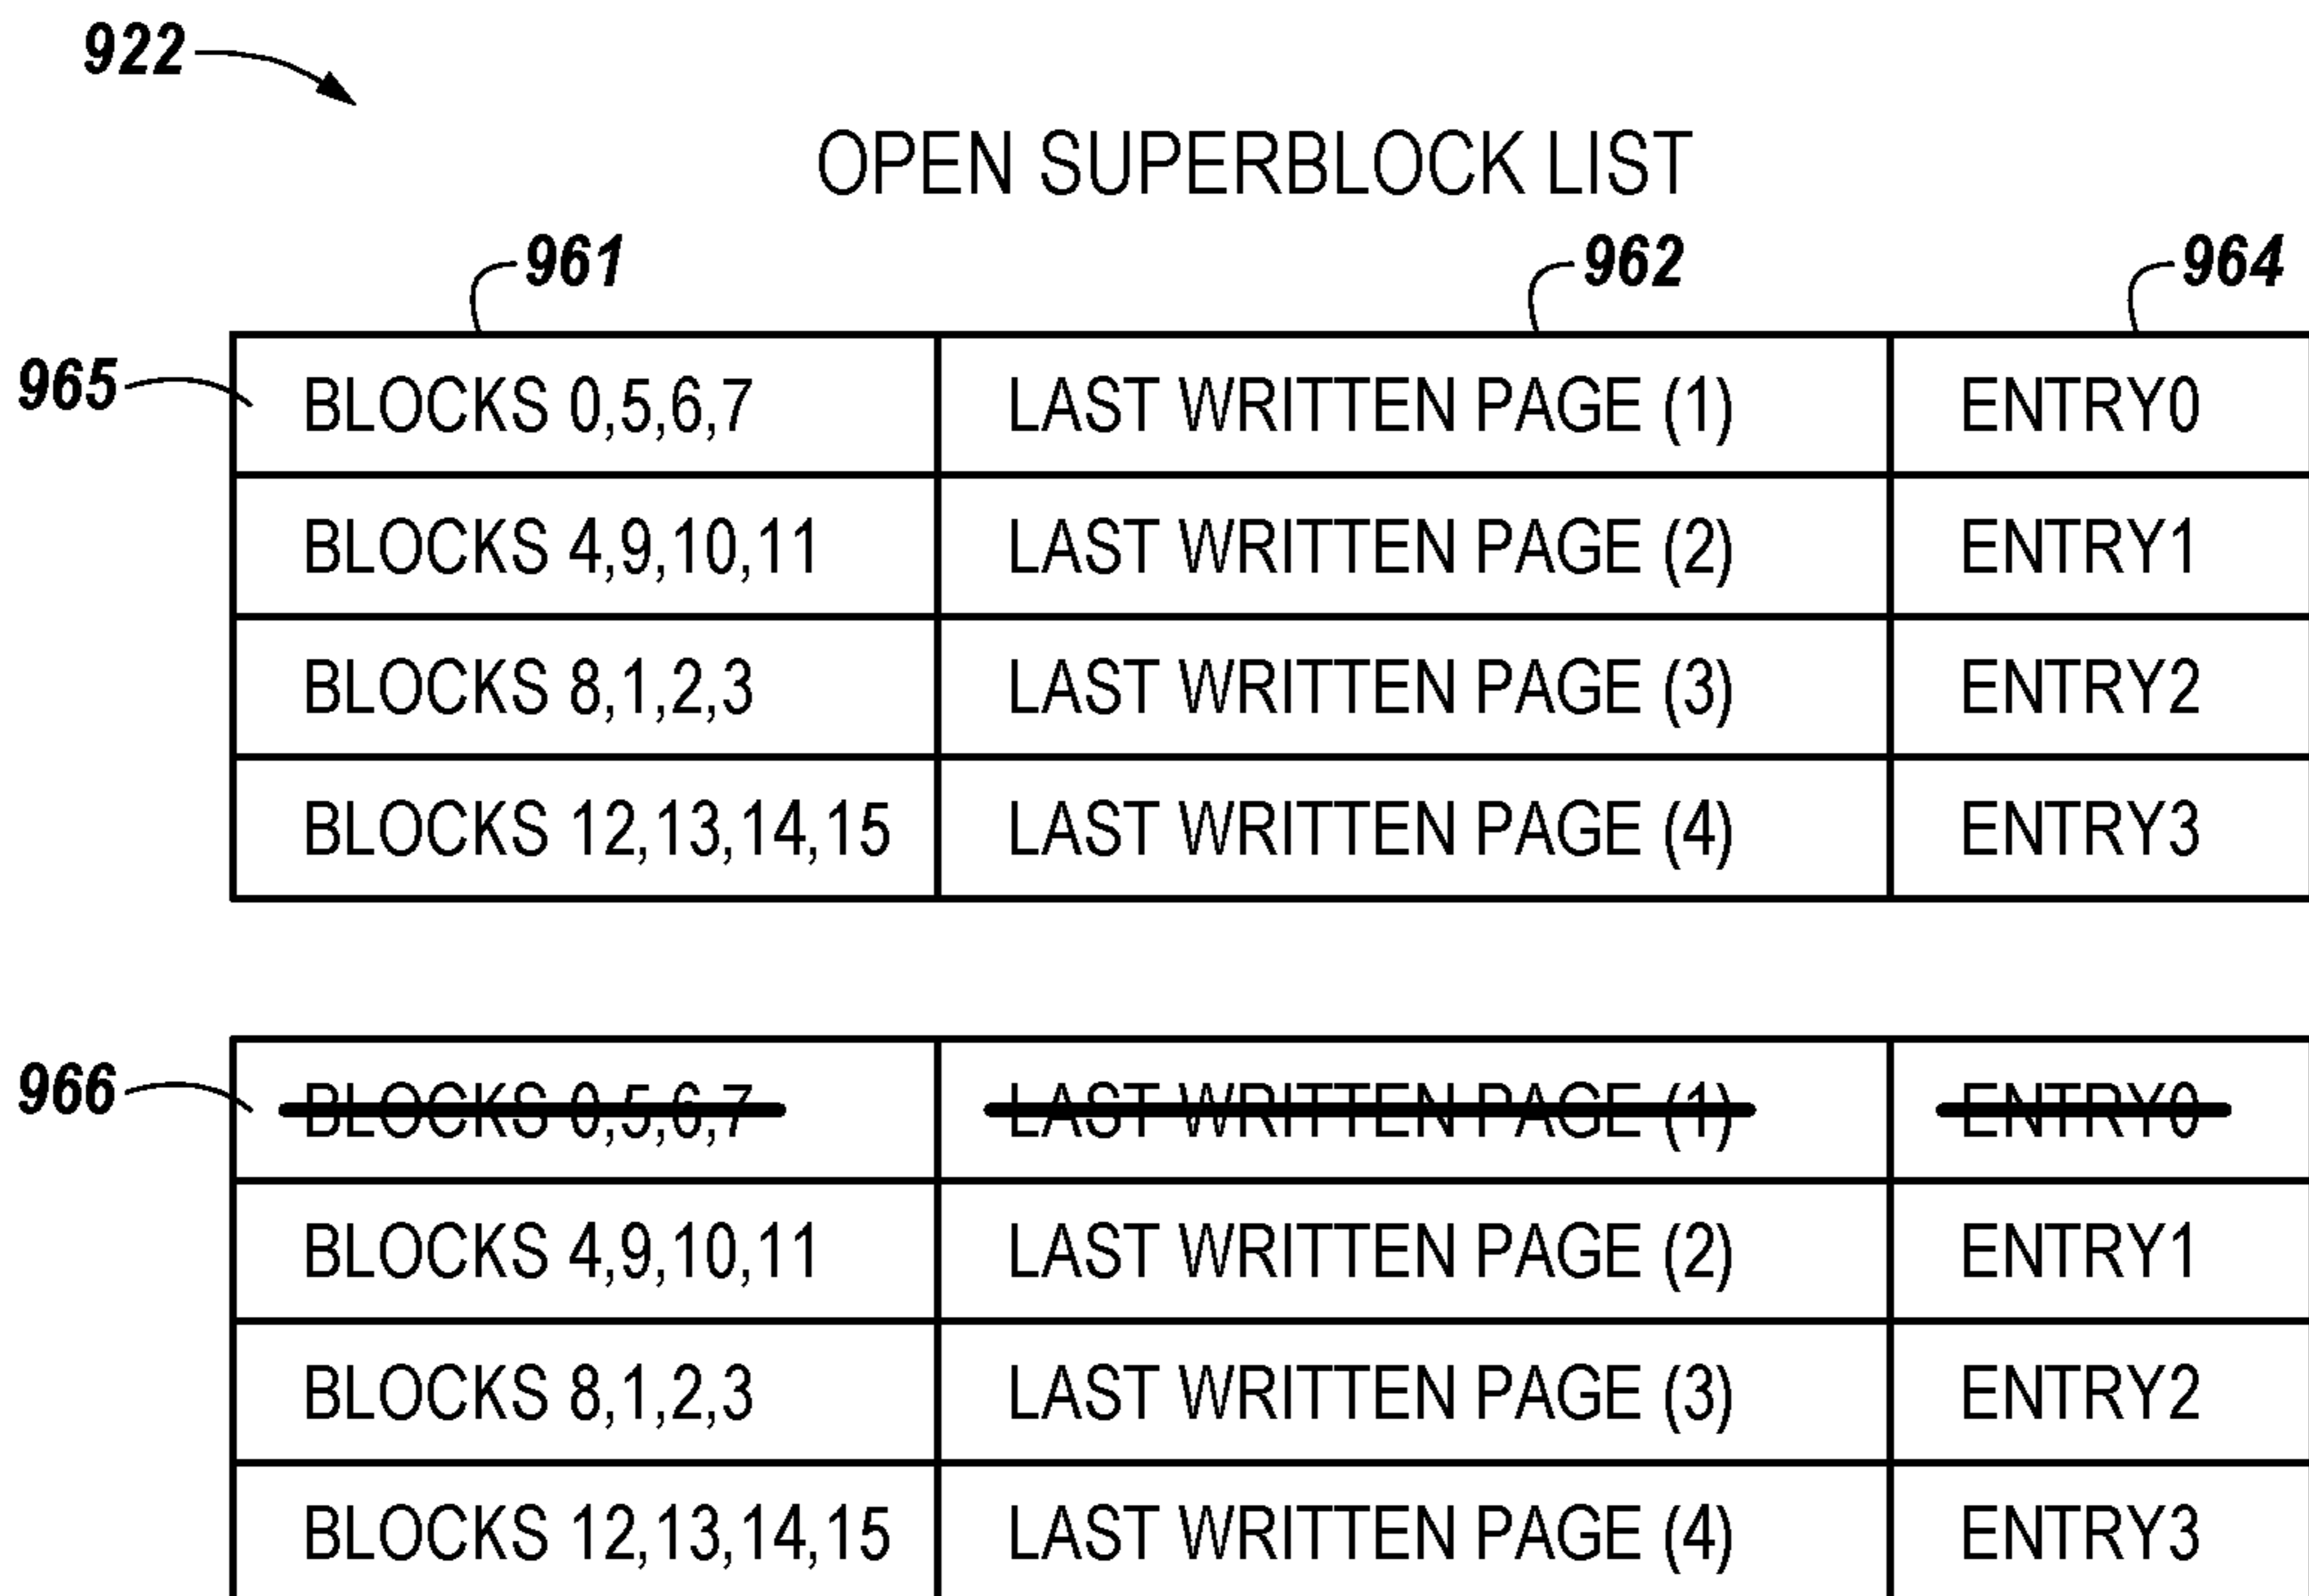 922
OPEN SUPERBLOCK LIST
961 962 964
965 BLOCKS 0,5,6,7 LAST WRITTEN PAGE (1) ENTRY0
BLOCKS 4,9,10,11 LAST WRITTEN PAGE (2) ENTRY1
BLOCKS 8,1,2,3 LAST WRITTEN PAGE (3) ENTRY2
BLOCKS 12,13,14,15 LAST WRITTEN PAGE (4) ENTRY3
966 BLOCKS 0,5,6,7 LAST WRITTEN PAGE (1) ENTRY0
BLOCKS 4,9,10,11 LAST WRITTEN PAGE (2) ENTRY1
BLOCKS 8,1,2,3 LAST WRITTEN PAGE (3) ENTRY2
BLOCKS 12,13,14,15 LAST WRITTEN PAGE (4) ENTRY3